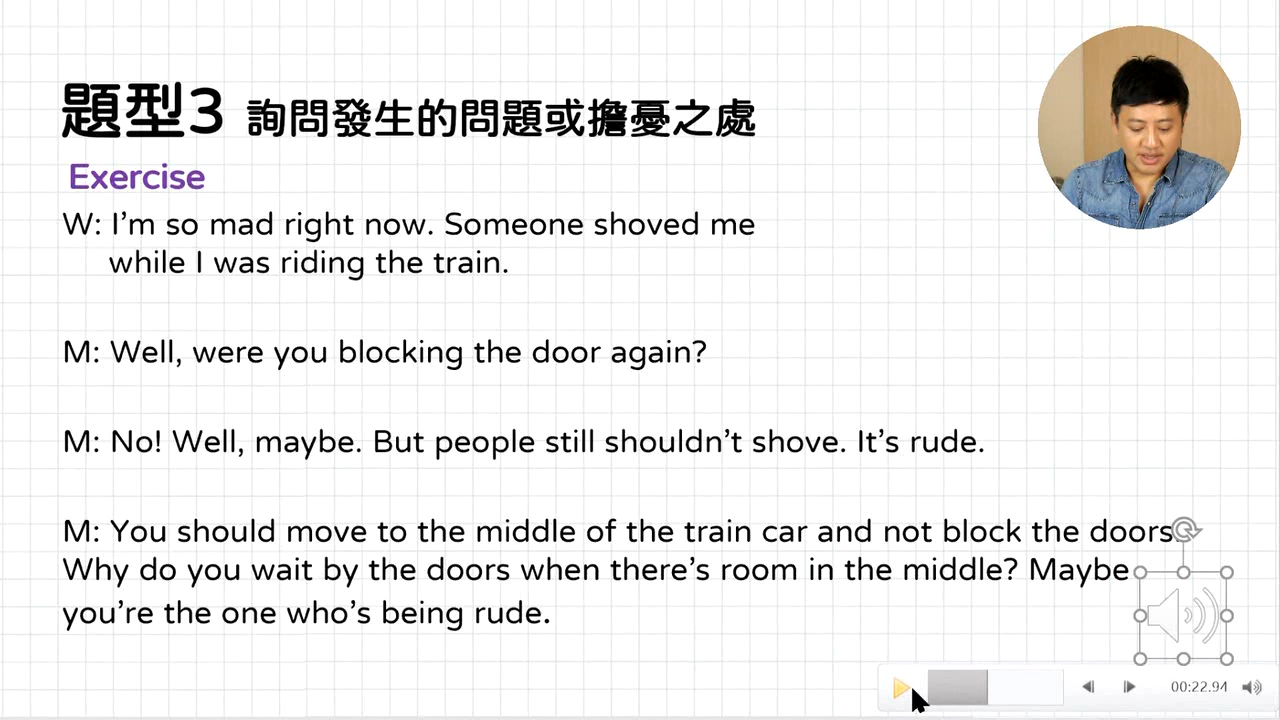 題型3 詢問發生的問題或擔憂之處
Exercise
W: I'm so mad right now. Someone shoved me
while I was riding the train.
M: Well, were you blocking the door again?
M: No! Well, maybe. But people still shouldn't shove. It's rude.
M: You should move to the middle of the train car and not block the doors.
Why do you wait by the doors when there's room in the middle? Maybe
you're the one who's being rude.
00:22.94